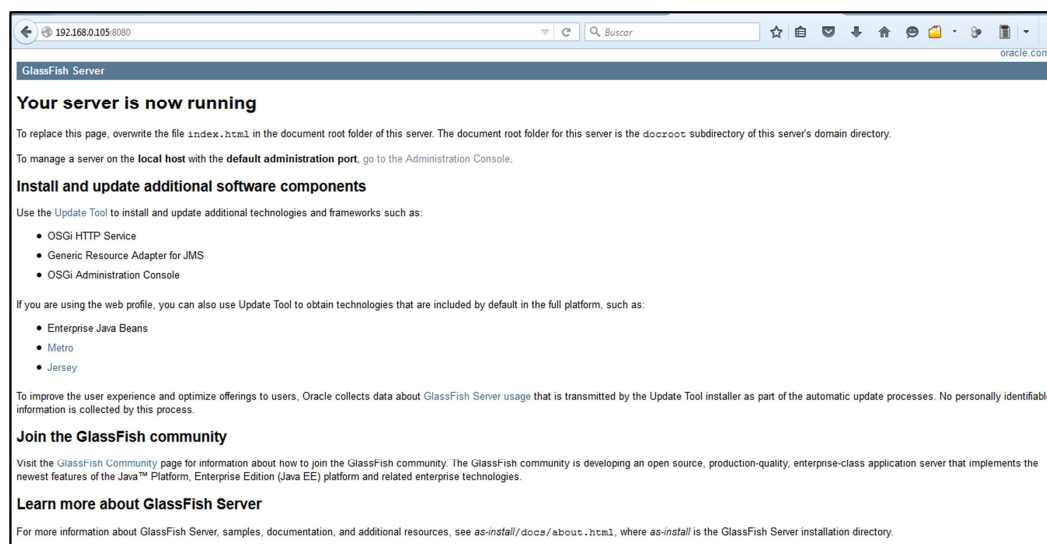 192.168.0.105:8080
Buscar
oracle.com
GlassFish Server
Your server is now running
To replace this page, overwrite the file index.html in the document root folder of this server. The document root folder for this server is the docroot subdirectory of this server's domain directory.
To manage a server on the local host with the default administration port, go to the Administration Console.
Install and update additional software components
Use the Update Tool to install and update additional technologies and frameworks such as:
OSGi HTTP Service
Generic Resource Adapter for JMS
OSGi Administration Console
If you are using the web profile, you can also use Update Tool to obtain technologies that are included by default in the full platform, such as:
Enterprise Java Beans
Metro
Jersey
To improve the user experience and optimize offerings to users, Oracle collects data about GlassFish Server usage that is transmitted by the Update Tool installer as part of the automatic update processes. No personally identifiable
information is collected by this process.
Join the GlassFish community
Visit the GlassFish Community page for information about how to join the GlassFish community. The GlassFish community is developing an open source, production-quality, enterprise-class application server that implements the
newest features of the Java™ Platform, Enterprise Edition (Java EE) platform and related enterprise technologies.
Learn more about GlassFish Server
For more information about GlassFish Server, samples, documentation, and additional resources, see as-install/docs/about.html, where as-install is the GlassFish Server installation directory.